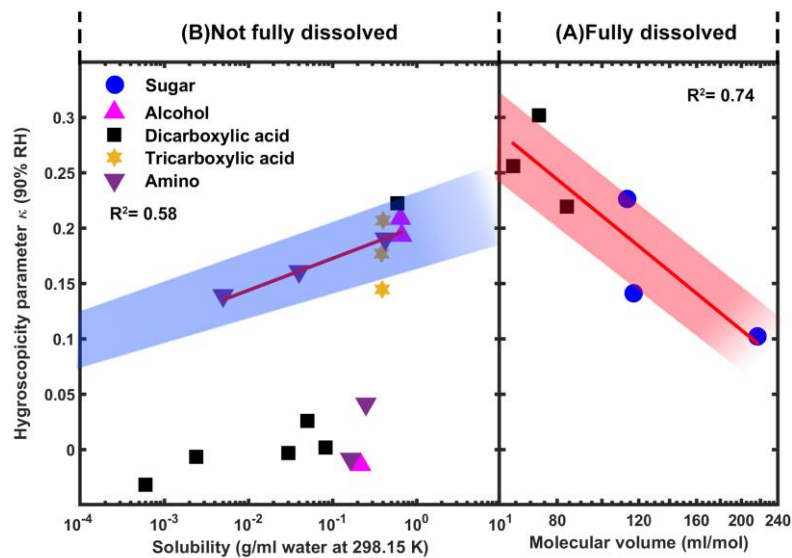 (B)Not fully dissolved
(A)Fully dissolved
Sugar
Alcohol
Dicarboxylic acid
Tricarboxylic acid
Amino
R²= 0.58
R²= 0.74
Hygroscopicity parameter κ (90% RH)
0.3
0.25
0.2
0.15
0.1
0.05
0
10⁻⁴ 10⁻³ 10⁻² 10⁻¹ 10⁰ 10¹
80 120 160 200 240
Solubility (g/ml water at 298.15 K)
Molecular volume (ml/mol)